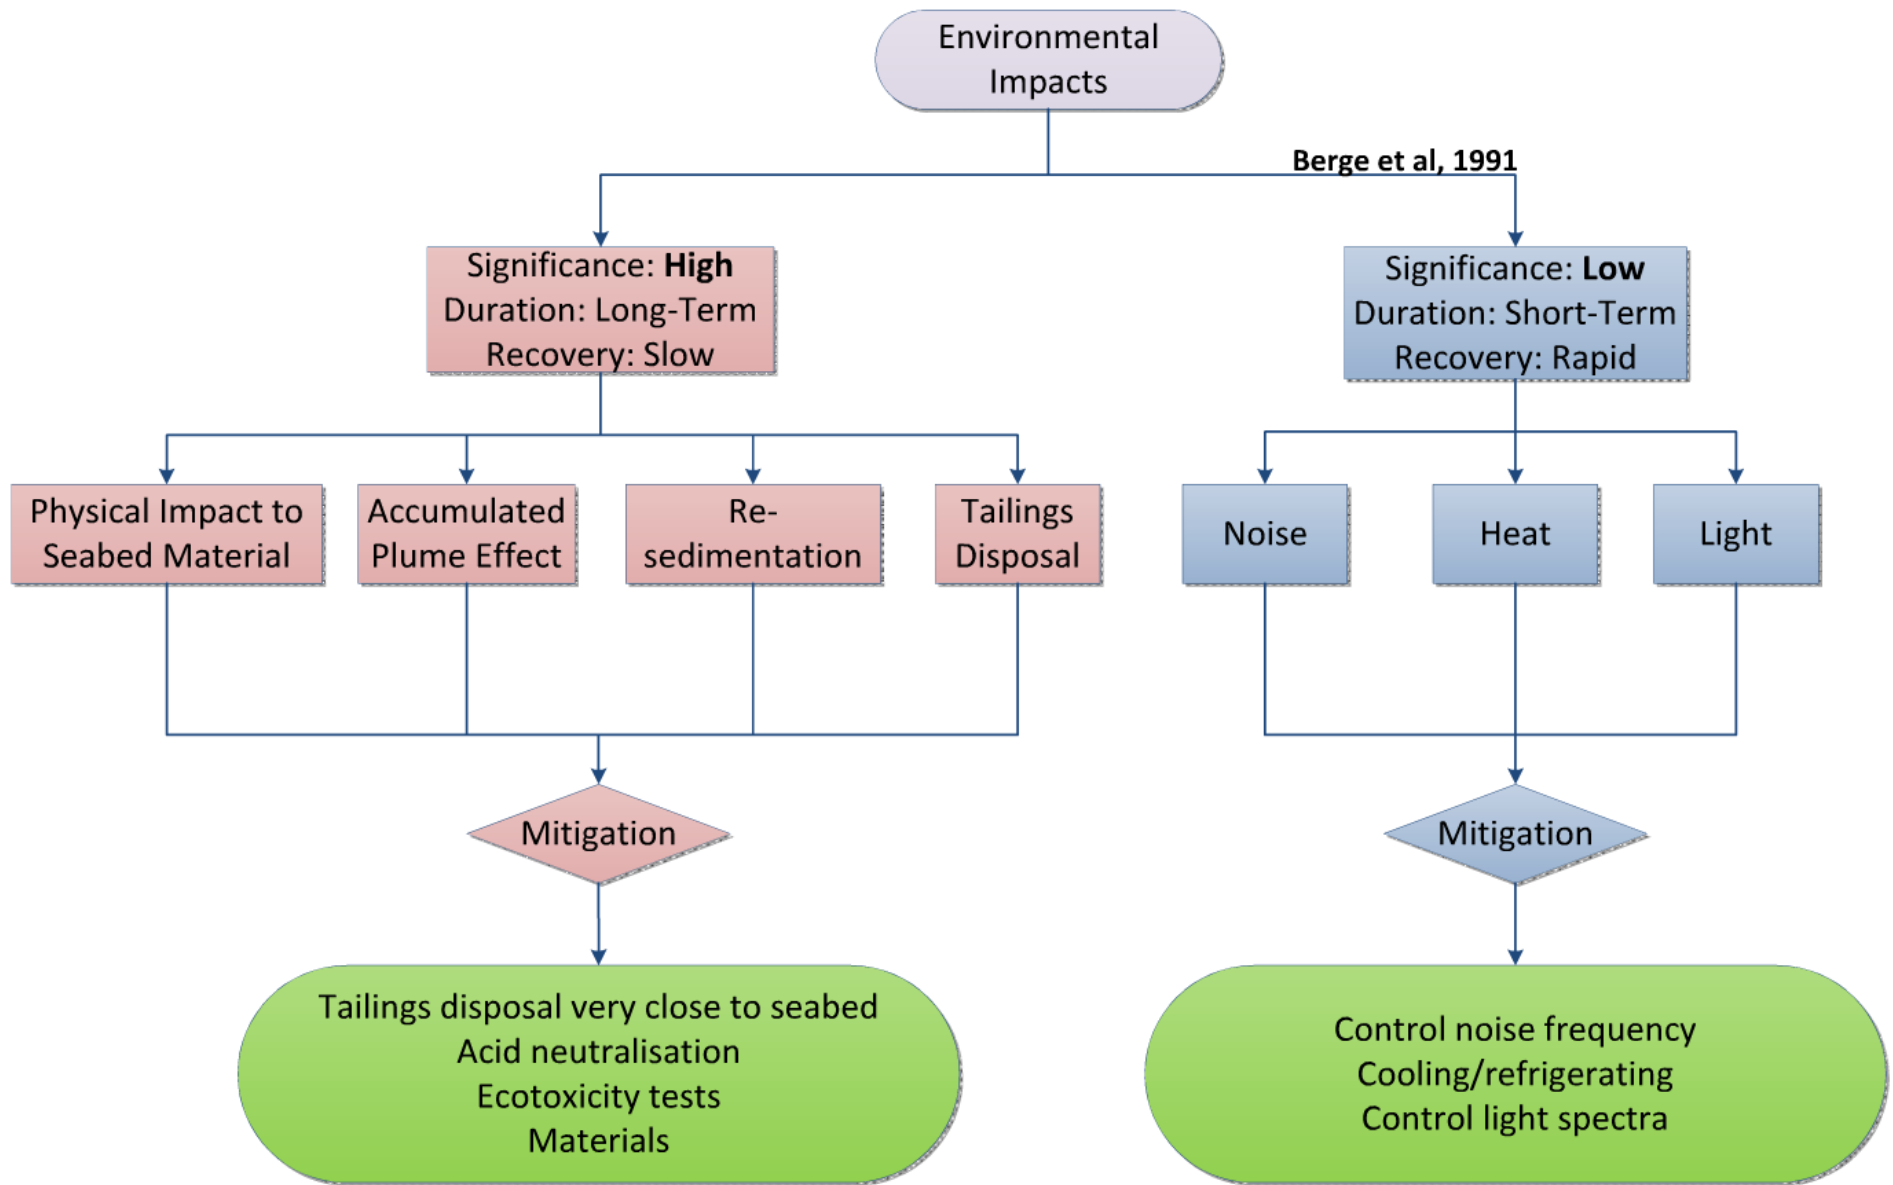 Environmental
Impacts
Berge et al, 1991
Significance: High
Duration: Long-Term
Recovery: Slow
Significance: Low
Duration: Short-Term
Recovery: Rapid
Physical Impact to
Seabed Material
Accumulated
Plume Effect
Re-
sedimentation
Tailings
Disposal
Noise
Heat
Light
Mitigation
Mitigation
Tailings disposal very close to seabed
Acid neutralisation
Ecotoxicity tests
Materials
Control noise frequency
Cooling/refrigerating
Control light spectra